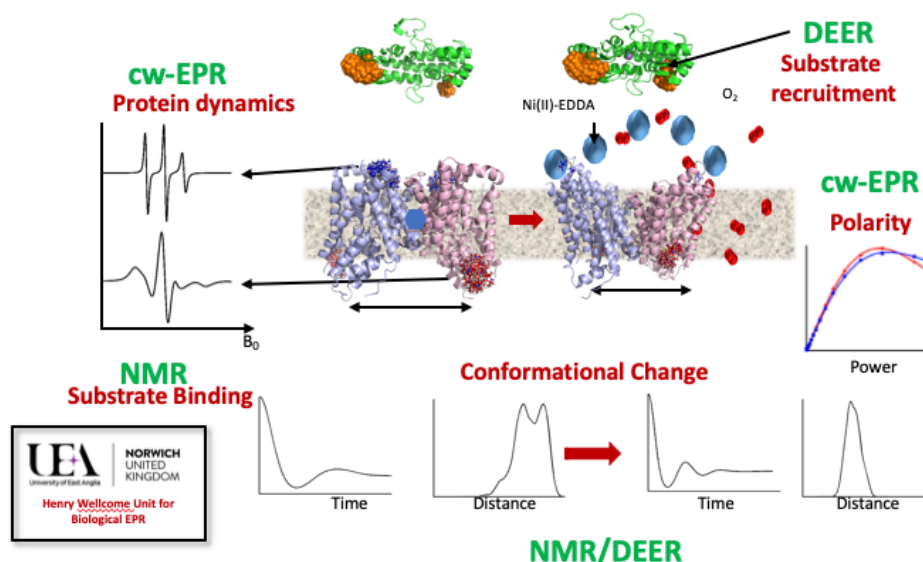 DEER
Substrate
recruitment
cw-EPR
Protein dynamics
Ni(II)-EDDA
O₂
cw-EPR
Polarity
B₀
Power
NMR
Substrate Binding
Conformational Change
Time
Distance
Time
Distance
UEA
University of East Anglia
NORWICH
UNITED
KINGDOM
Henry Wellcome Unit for
Biological EPR
NMR/DEER